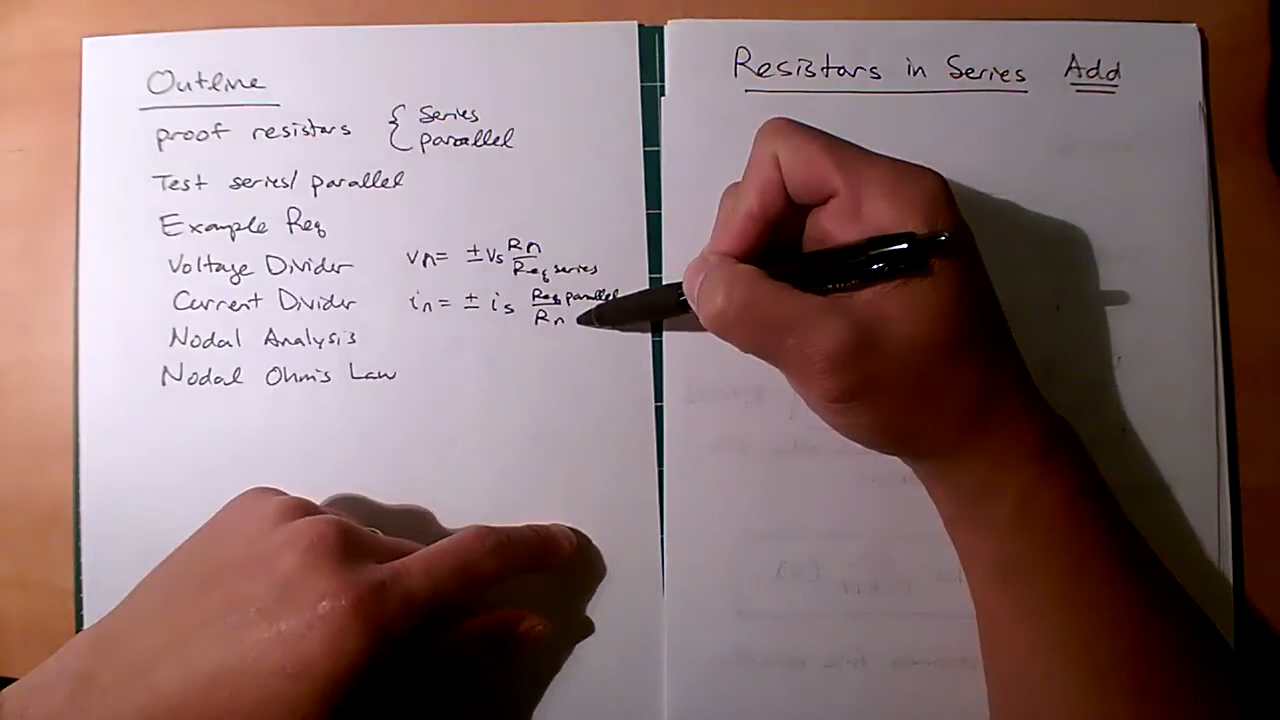 Outline
proof resistors { Series
parallel
Test series/parallel
Example Req
Voltage Divider vn= ±vs Rn/Req series
Current Divider in= ± is Req parallel/Rn
Nodal Analysis
Nodal Ohm's Law
Resistors in Series Add